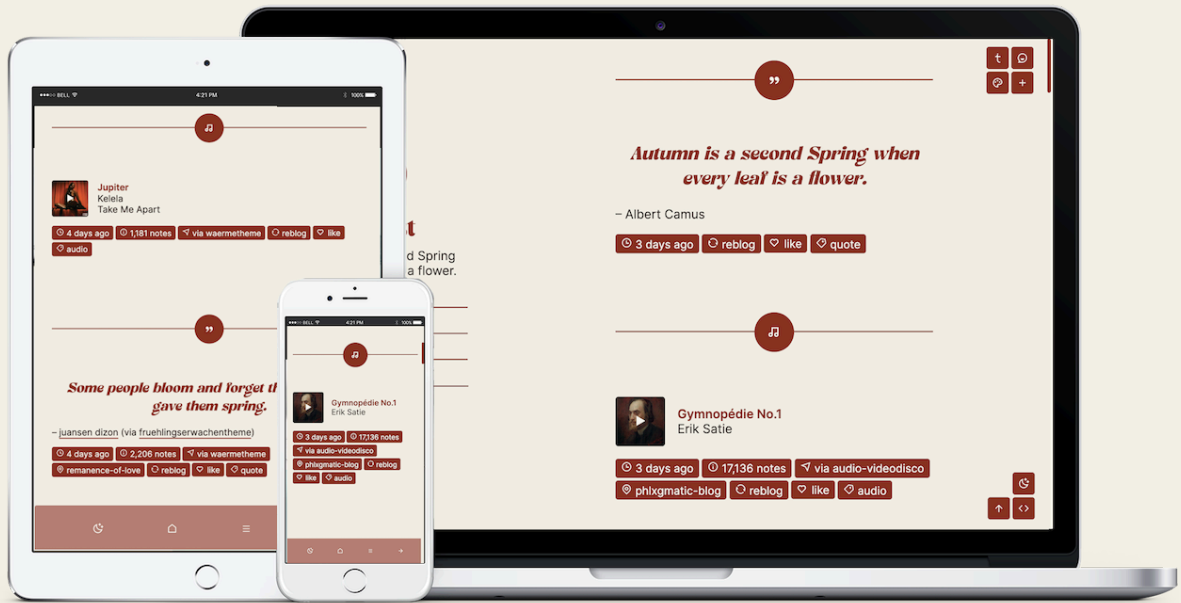 ●●●○○ BELL
4:21 PM
100%
Jupiter
Kelela
Take Me Apart
4 days ago
1,181 notes
via waermetheme
reblog
like
audio
Some people bloom and forget th
gave them spring.
– juansen dizon (via fruehlingserwachentheme)
4 days ago
2,206 notes
via waermetheme
remanence-of-love
reblog
like
quote
●●●○○ BELL
4:21 PM
100%
Gymnopédie No.1
Erik Satie
3 days ago
17,136 notes
via audio-videodisco
phlxgmatic-blog
reblog
like
audio
t
d Spring
a flower.
t
Autumn is a second Spring when
every leaf is a flower.
– Albert Camus
3 days ago
reblog
like
quote
Gymnopédie No.1
Erik Satie
3 days ago
17,136 notes
via audio-videodisco
phlxgmatic-blog
reblog
like
audio